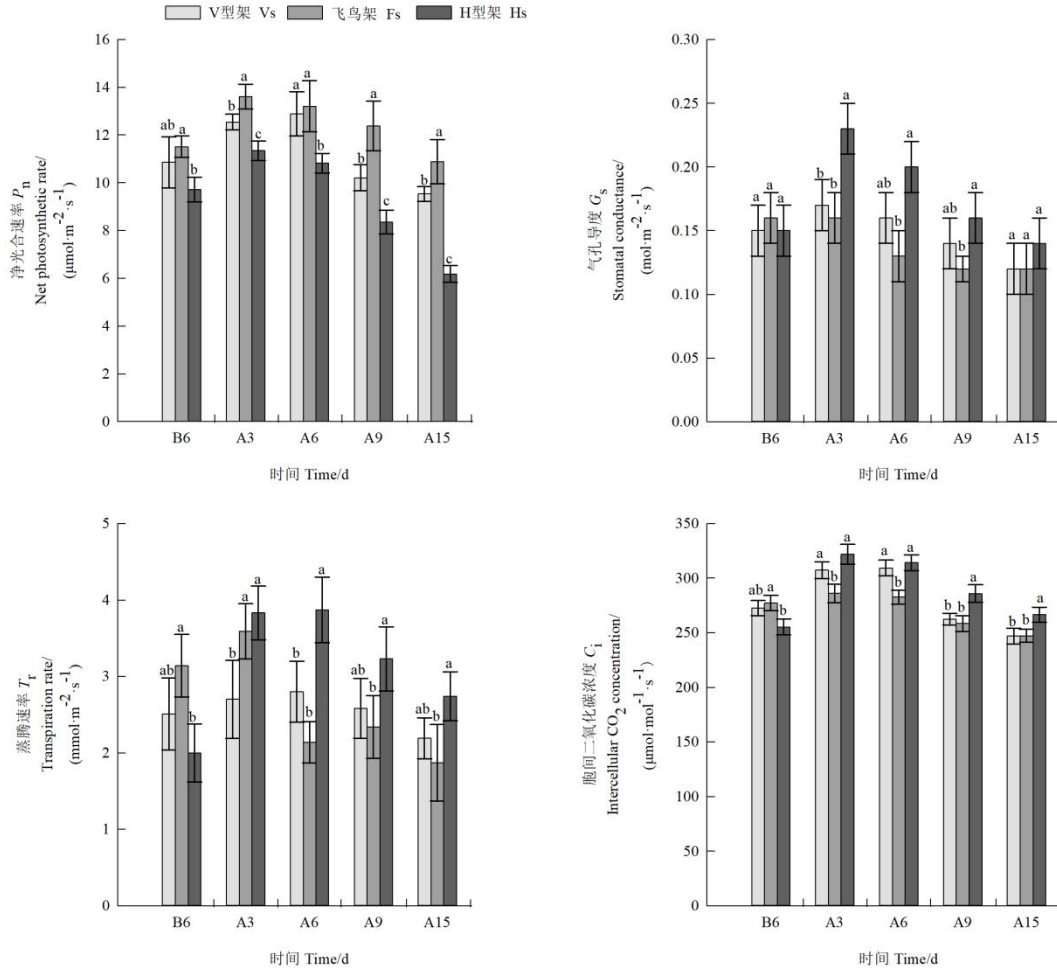 V型架 Vs 飞鸟架 Fs H型架 Hs
16
14
12
10
8
6
4
2
0
净光合速率 Pn
Net photosynthetic rate/
(μmol·m-2·s-1)
ab a b
b a c
a a b
b a c
b a c
B6 A3 A6 A9 A15
时间 Time/d
0.30
0.25
0.20
0.15
0.10
0.05
0.00
气孔导度 Gs
Stomatal conductance/
(mol·m-2·s-1)
a a a
b b a
ab b a
ab b a
a a a
B6 A3 A6 A9 A15
时间 Time/d
5
4
3
2
1
0
蒸腾速率 Tr
Transpiration rate/
(mmol·m-2·s-1)
ab a b
b a a
b b a
ab b a
ab b a
B6 A3 A6 A9 A15
时间 Time/d
350
300
250
200
150
100
50
0
胞间二氧化碳浓度 Ci
Intercellular CO2 concentration/
(μmol·mol-1·s-1)
ab a b
a b a
a b a
b b a
b b a
B6 A3 A6 A9 A15
时间 Time/d